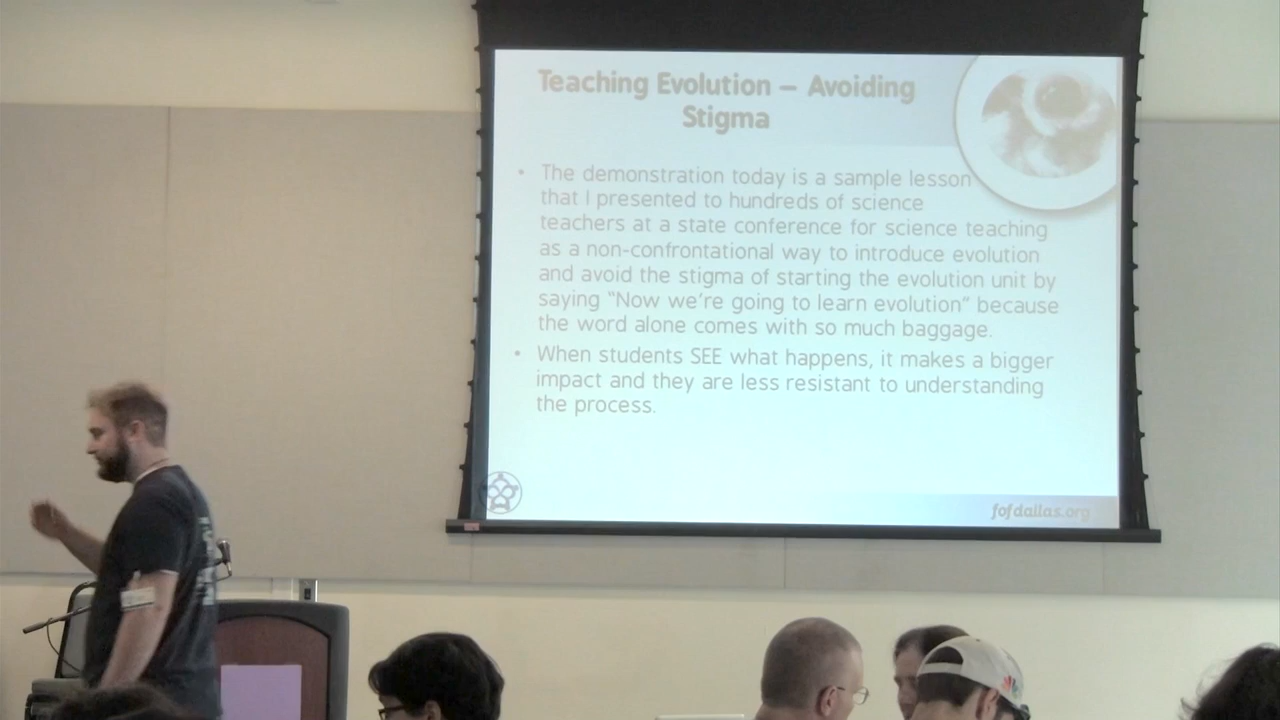 Teaching Evolution – Avoiding
Stigma
• The demonstration today is a sample lesson
that I presented to hundreds of science
teachers at a state conference for science teaching
as a non-confrontational way to introduce evolution
and avoid the stigma of starting the evolution unit by
saying “Now we’re going to learn evolution” because
the word alone comes with so much baggage.
• When students SEE what happens, it makes a bigger
impact and they are less resistant to understanding
the process.
fofdallas.org